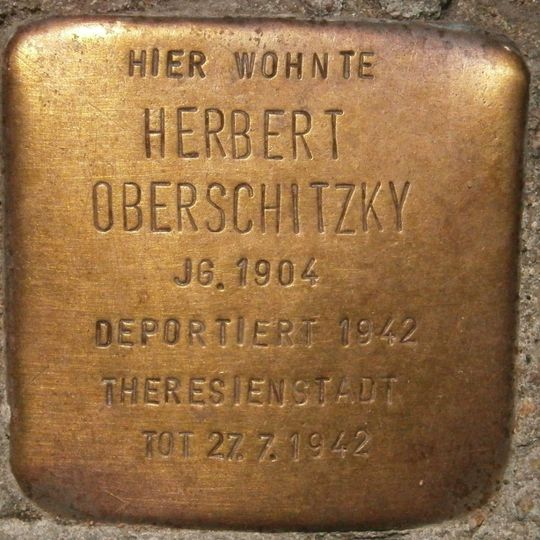 HIER WOHNTE
HERBERT
OBERSCHITZKY
JG. 1904
DEPORTIERT 1942
THERESIENSTADT
TOT 27. 7. 1942